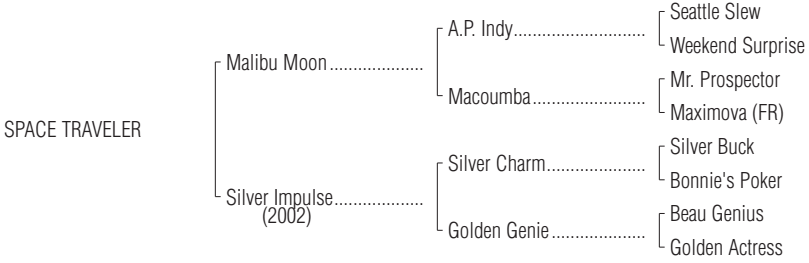 Seattle Slew
A.P. Indy..............................
Weekend Surprise
Malibu Moon.....................
Mr. Prospector
Macoumba..........................
Maximova (FR)
SPACE TRAVELER
Silver Buck
Silver Charm.......................
Bonnie's Poker
Silver Impulse....................
(2002)
Beau Genius
Golden Genie.....................
Golden Actress